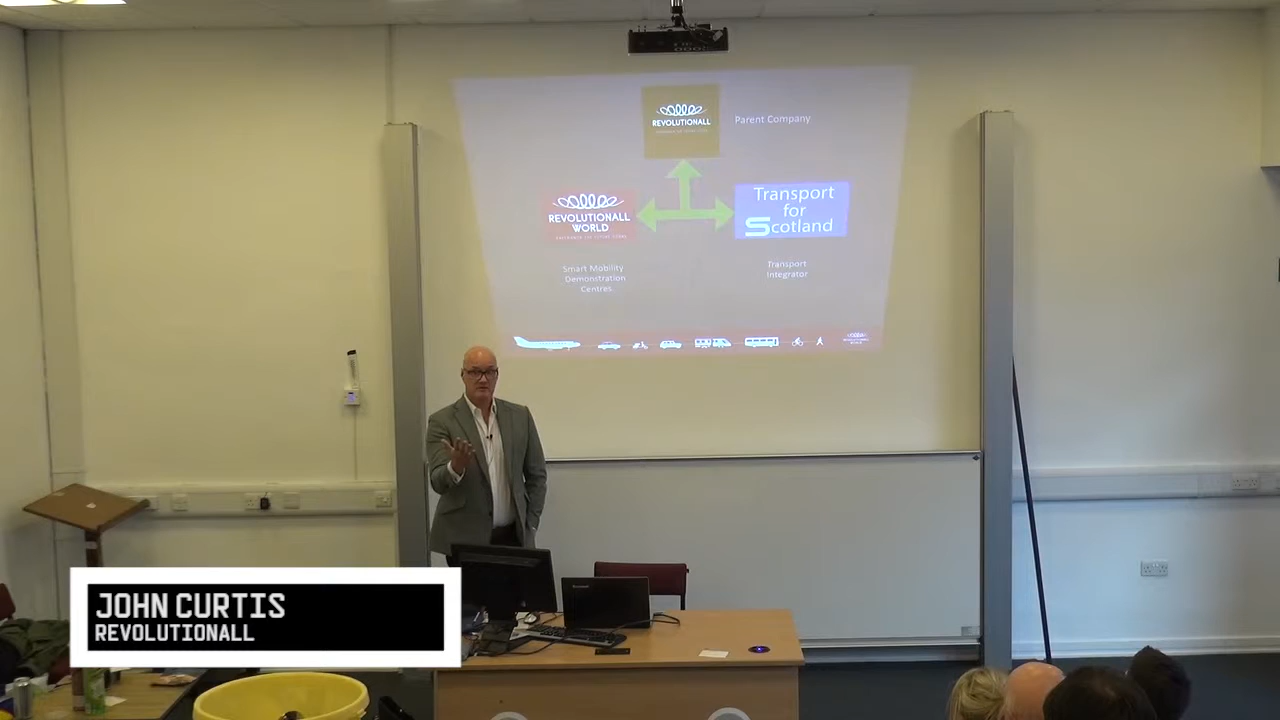 REVOLUTIONALL
Parent Company
REVOLUTIONALL
WORLD
Transport
for
Scotland
Smart Mobility
Demonstration
Centres
Transport
Integrator
JOHN CURTIS
REVOLUTIONALL